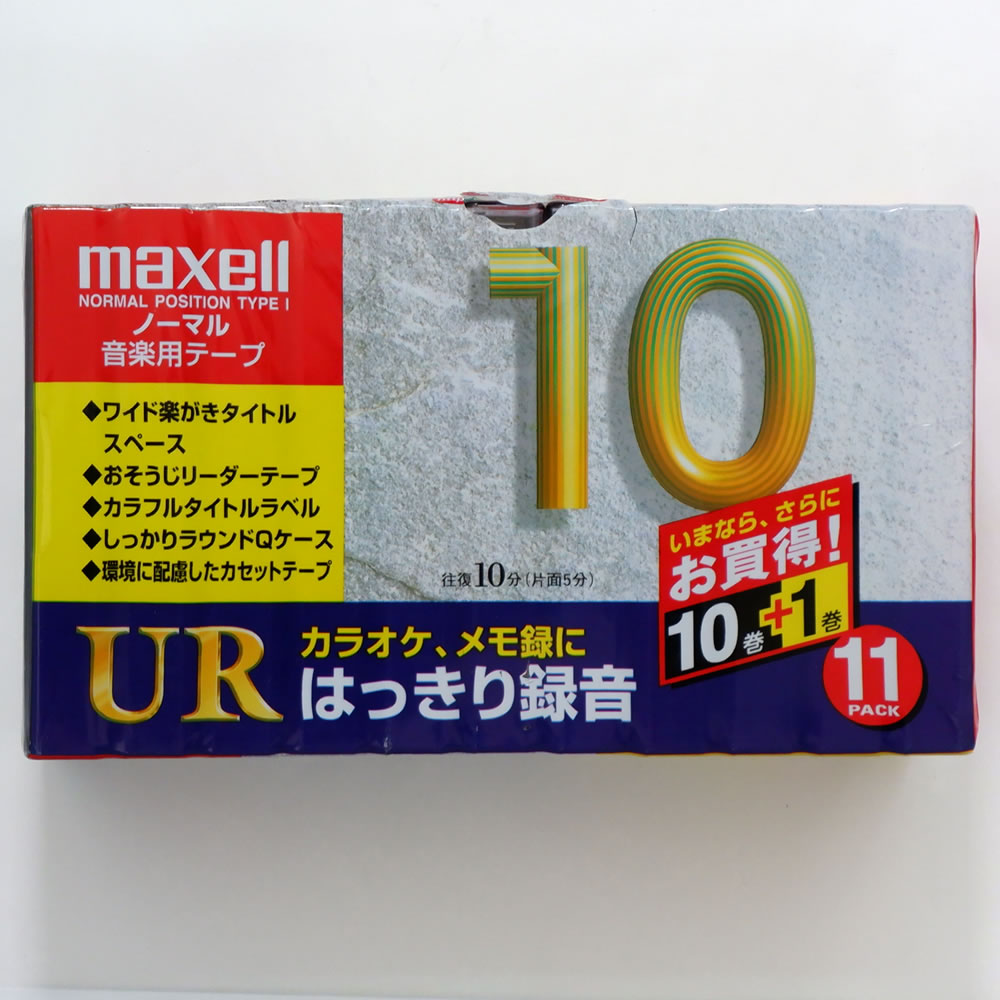 maxell
NORMAL POSITION TYPE I
ノーマル
音楽用テープ
◆ワイド楽がきタイトル
スペース
◆おそうじリーダーテープ
◆カラフルタイトルラベル
◆しっかりラウンドQケース
◆環境に配慮したカセットテープ
10
往復10分(片面5分)
いまなら、さらに
お買得!
10巻+1巻
11
PACK
UR
カラオケ、メモ録に
はっきり録音